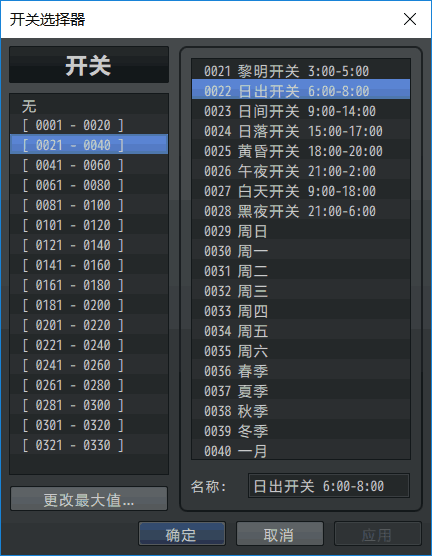 开关选择器
开关
无
[ 0001 - 0020 ]
[ 0021 - 0040 ]
[ 0041 - 0060 ]
[ 0061 - 0080 ]
[ 0081 - 0100 ]
[ 0101 - 0120 ]
[ 0121 - 0140 ]
[ 0141 - 0160 ]
[ 0161 - 0180 ]
[ 0181 - 0200 ]
[ 0201 - 0220 ]
[ 0221 - 0240 ]
[ 0241 - 0260 ]
[ 0261 - 0280 ]
[ 0281 - 0300 ]
[ 0301 - 0320 ]
[ 0321 - 0330 ]
更改最大值...
0021 黎明开关 3:00-5:00
0022 日出开关 6:00-8:00
0023 日间开关 9:00-14:00
0024 日落开关 15:00-17:00
0025 黄昏开关 18:00-20:00
0026 午夜开关 21:00-2:00
0027 白天开关 9:00-18:00
0028 黑夜开关 21:00-6:00
0029 周日
0030 周一
0031 周二
0032 周三
0033 周四
0034 周五
0035 周六
0036 春季
0037 夏季
0038 秋季
0039 冬季
0040 一月
名称: 日出开关 6:00-8:00
确定 取消 应用